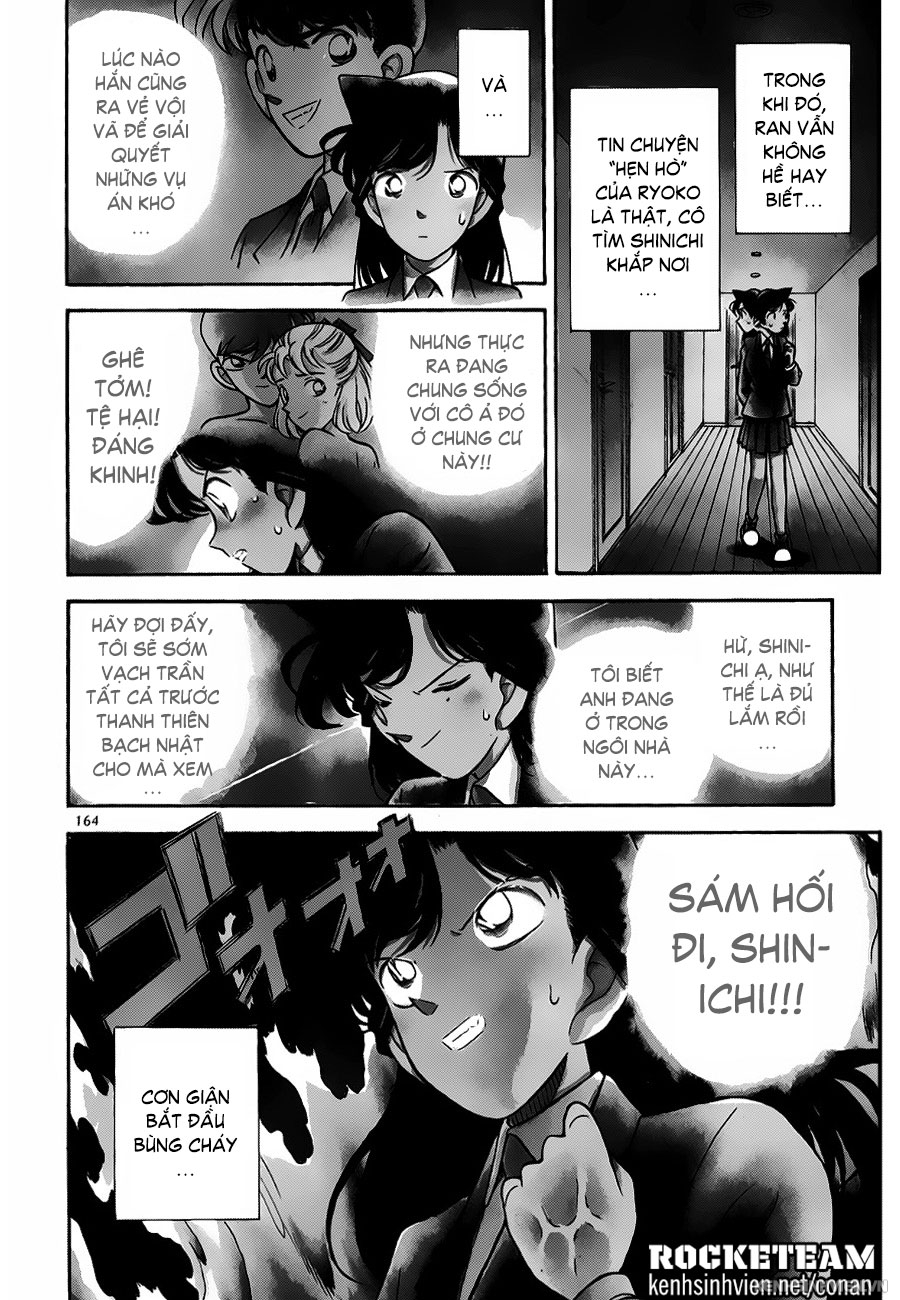 TRONG
KHI ĐÓ,
RAN VẪN
KHÔNG
HỀ HAY
BIẾT...
TIN CHUYỆN
“HẸN HÒ”
CỦA RYOKO
LÀ THẬT, CÔ
TÌM SHINICHI
KHẮP NƠI
...
VÀ
...
LÚC NÀO
HẮN CŨNG
RA VẺ VỘI
VÃ ĐỂ GIẢI
QUYẾT
NHỮNG VỤ
ÁN KHÓ
...
NHƯNG THỰC
RA ĐANG
CHUNG SỐNG
VỚI CÔ Ả ĐÓ
Ở CHUNG CƯ
NÀY!!
GHÊ
TỞM!
TỆ HẠI!
ĐÁNG
KHINH!
HỪ, SHINI-
CHI Ạ, NHƯ
THẾ LÀ ĐỦ
LẮM RỒI
...
TÔI BIẾT
ANH ĐANG
Ở TRONG
NGÔI NHÀ
NÀY...
HÃY ĐỢI ĐẤY,
TÔI SẼ SỚM
VẠCH TRẦN
TẤT CẢ TRƯỚC
THANH THIÊN
BẠCH NHẬT
CHO MÀ XEM
...
164
SÁM HỐI
ĐI, SHIN-
ICHI!!!
ゴオオオォ
CƠN GIẬN
BẮT ĐẦU
BÙNG CHÁY
...
ROCKETEAM
kenhsinhvien.net/conan